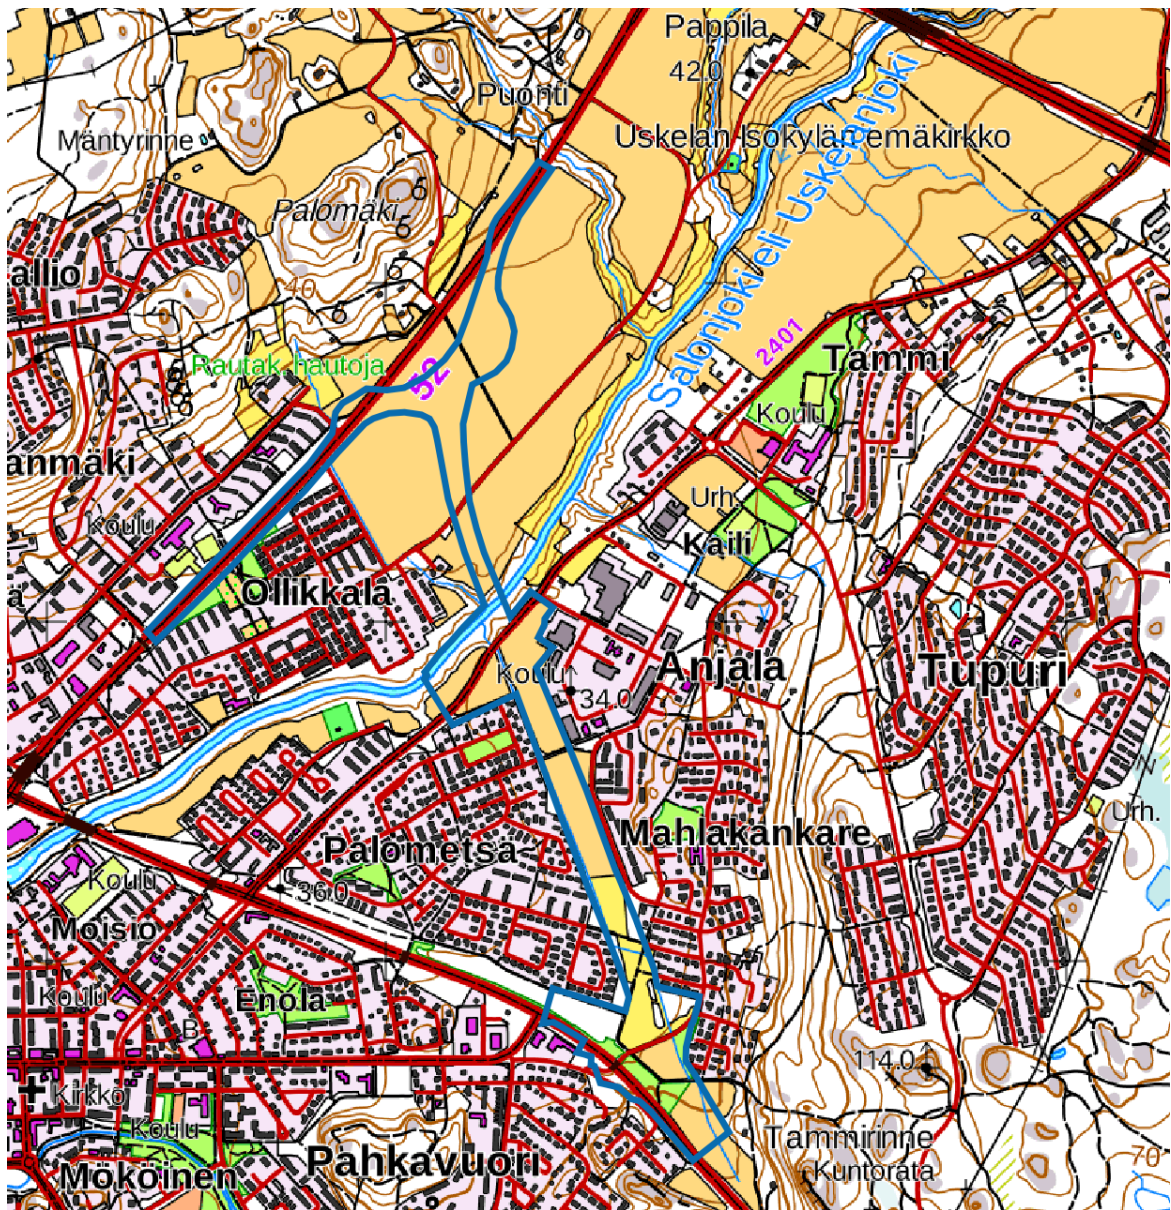 Pappila
42.0
Puonti
Mäntyrinne
Uskelan Isokylän emäkirkko
Palomäki
Salonjoki eli Uskelanjoki
allio
40
2401
Tammi
Rautak. hautoja
52
Koulu
anmäki
Urh.
Koulu
Kaili
a
Ollikkala
Koulu
34.0
Anjala
Tupuri
Urh.
Mahlakankare
Palometsä
Koulu
36.0
Moisio
Koulu
Enola
B
114.0
Kirkko
Koulu
Tammirinne
Pahkavuori
Kuntorata
70
Mököinen